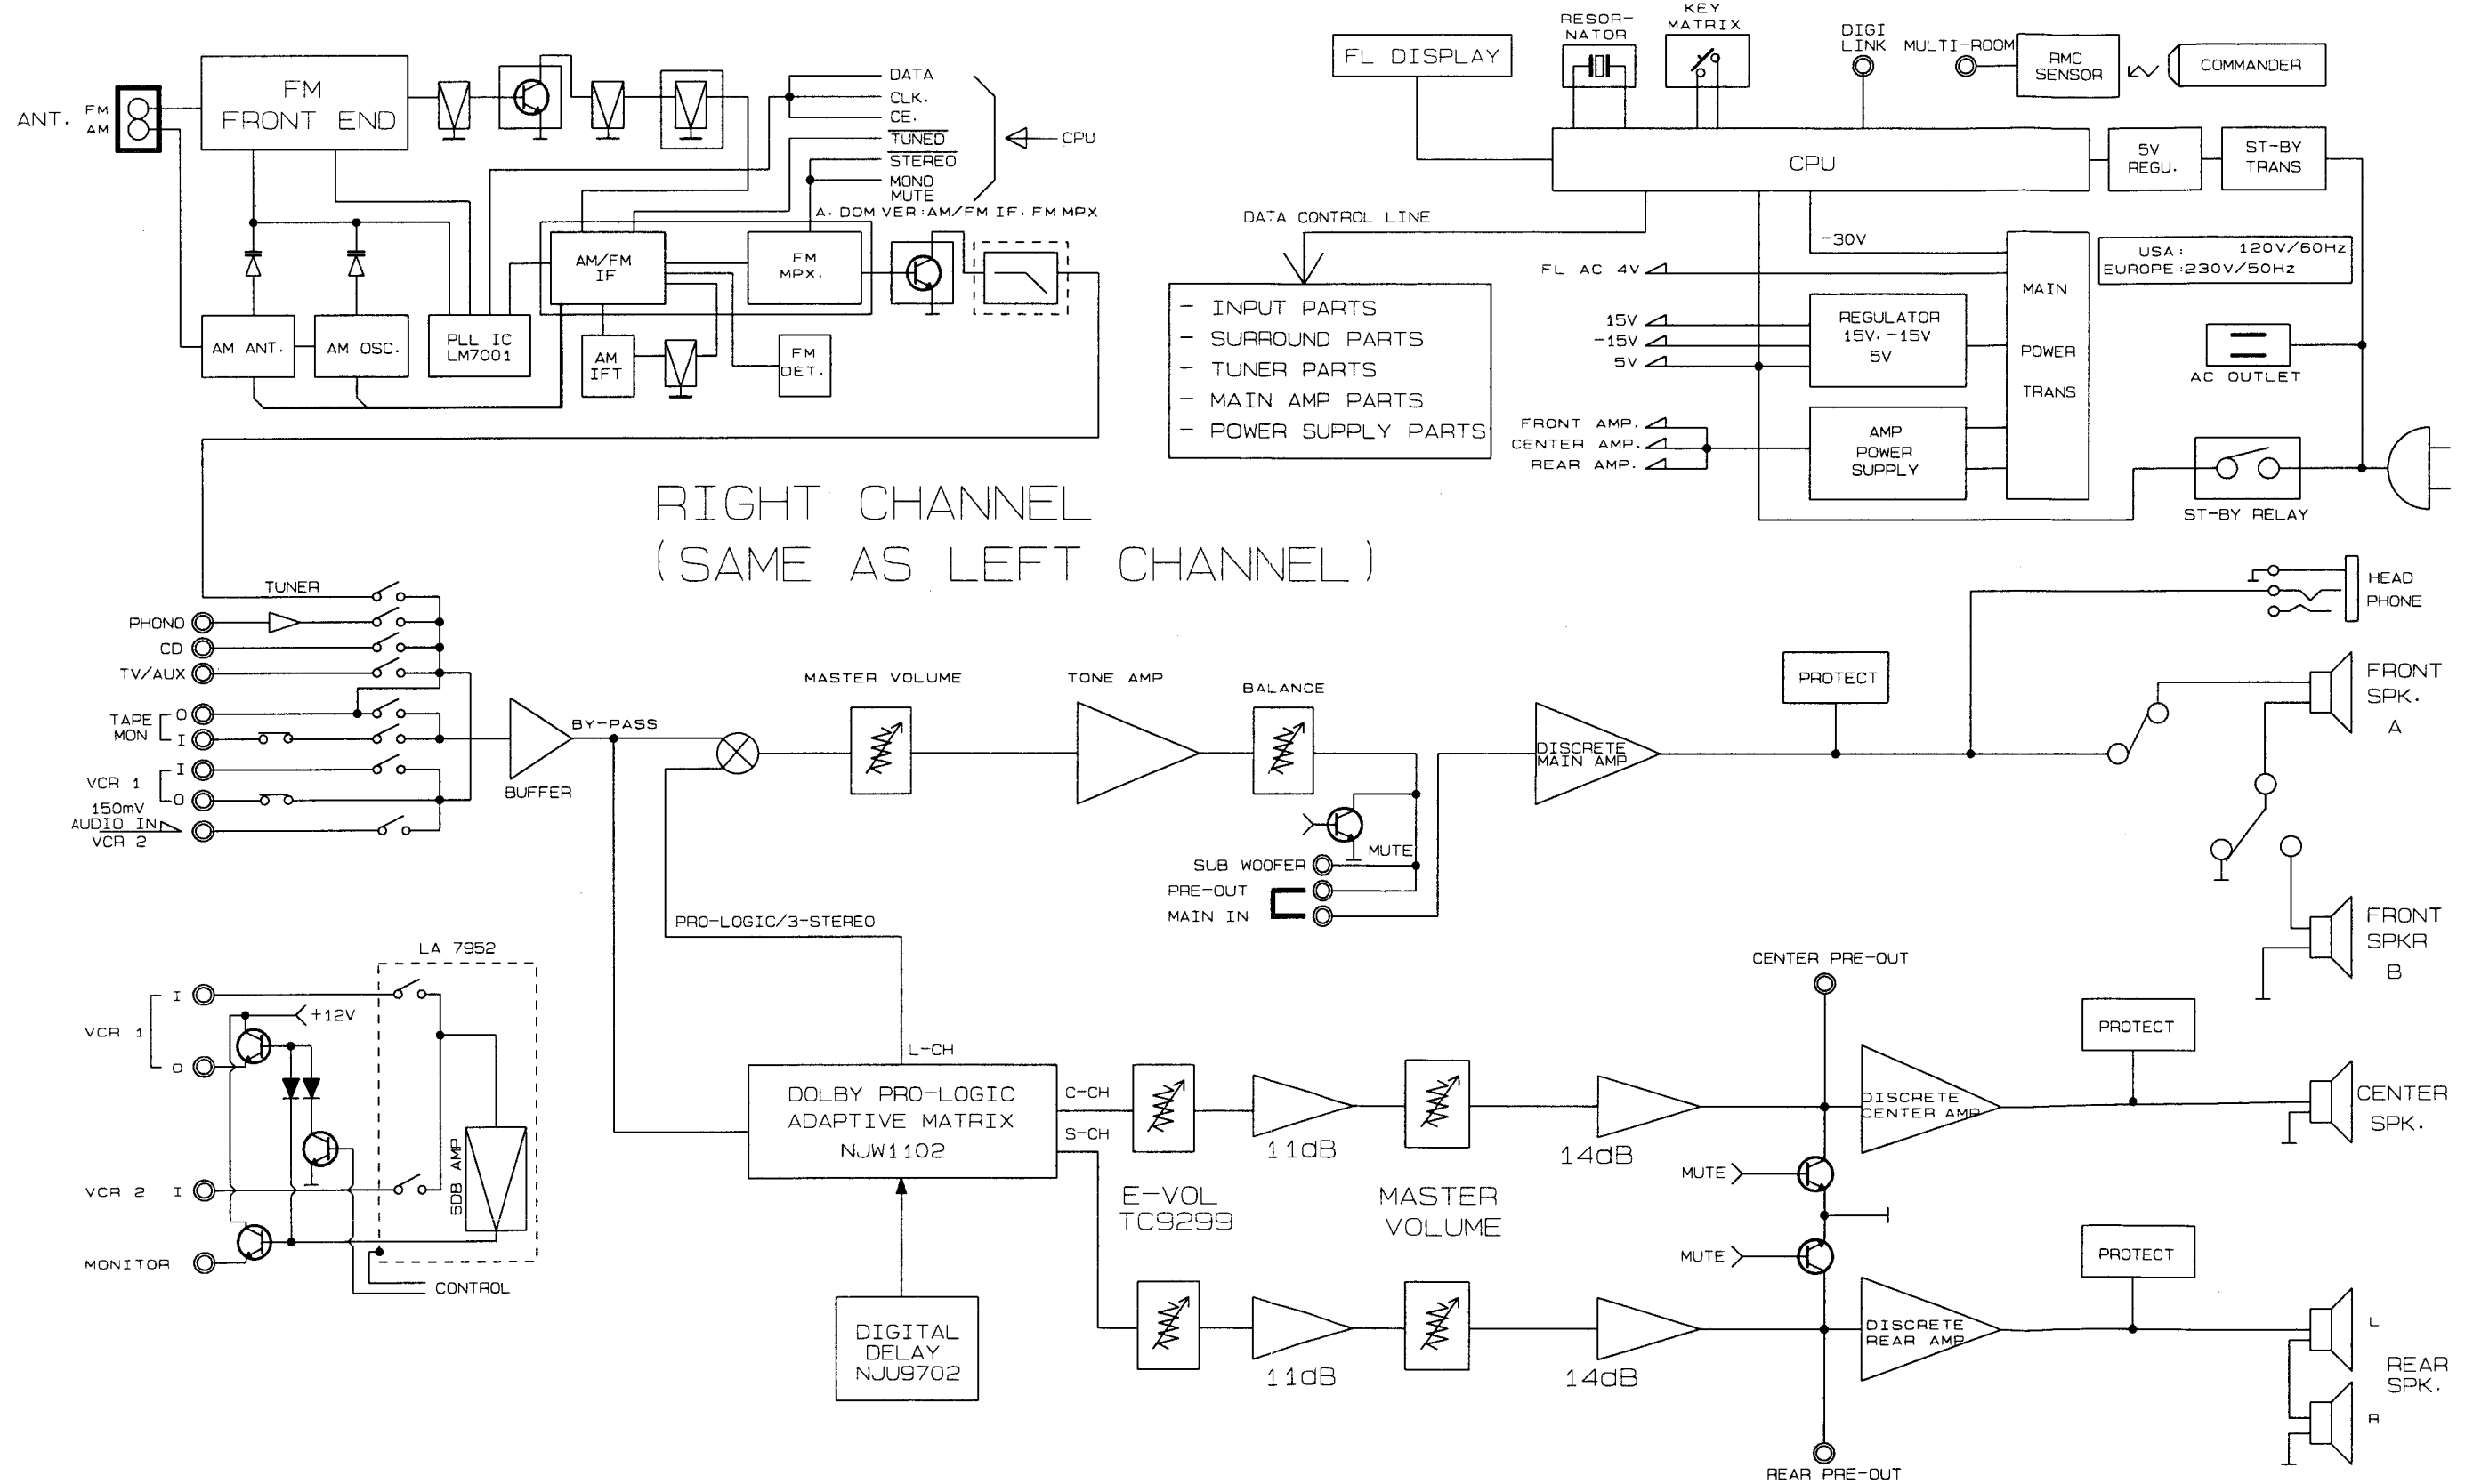 ANT.
FM
AM
FM
FRONT END
DATA
CLK.
CE.
TUNED
STEREO
MONO
MUTE
CPU
A. DOM VER:AM/FM IF. FM MPX
AM/FM
IF
FM
MPX.
AM ANT.
AM OSC.
PLL IC
LM7001
AM
IFT
FM
DET.
FL DISPLAY
RESOR-
NATOR
KEY
MATRIX
DIGI
LINK
MULTI-ROOM
RMC
SENSOR
COMMANDER
CPU
5V
REGU.
ST-BY
TRANS
DATA CONTROL LINE
- INPUT PARTS
- SURROUND PARTS
- TUNER PARTS
- MAIN AMP PARTS
- POWER SUPPLY PARTS
-30V
FL AC 4V
15V
-15V
5V
REGULATOR
15V. -15V
5V
MAIN
POWER
TRANS
USA: 120V/60Hz
EUROPE:230V/50Hz
AC OUTLET
FRONT AMP.
CENTER AMP.
REAR AMP.
AMP
POWER
SUPPLY
ST-BY RELAY
RIGHT CHANNEL
(SAME AS LEFT CHANNEL)
TUNER
PHONO
CD
TV/AUX
TAPE
MON
O
I
VCR 1
I
O
150mV
AUDIO IN
VCR 2
BUFFER
BY-PASS
MASTER VOLUME
TONE AMP
BALANCE
MUTE
SUB WOOFER
PRE-OUT
MAIN IN
DISCRETE
MAIN AMP
PROTECT
HEAD
PHONE
FRONT
SPK.
A
FRONT
SPKR
B
PRO-LOGIC/3-STEREO
LA 7952
VCR 1
I
O
+12V
VCR 2 I
MONITOR
6DB AMP
CONTROL
L-CH
DOLBY PRO-LOGIC
ADAPTIVE MATRIX
NJW1102
C-CH
S-CH
DIGITAL
DELAY
NJU9702
E-VOL
TC9299
11dB
MASTER
VOLUME
14dB
CENTER PRE-OUT
MUTE
MUTE
DISCRETE
CENTER AMP
PROTECT
CENTER
SPK.
11dB
14dB
DISCRETE
REAR AMP
PROTECT
L
REAR
SPK.
R
REAR PRE-OUT